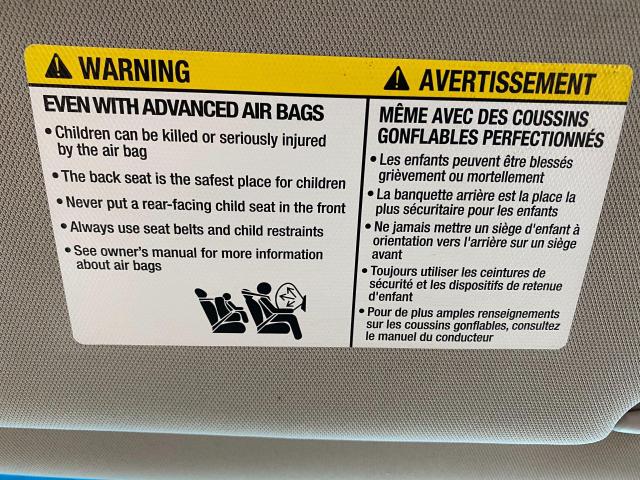 WARNING
EVEN WITH ADVANCED AIR BAGS
• Children can be killed or seriously injured
by the air bag
• The back seat is the safest place for children
• Never put a rear-facing child seat in the front
• Always use seat belts and child restraints
• See owner's manual for more information
about air bags
AVERTISSEMENT
MÊME AVEC DES COUSSINS
GONFLABLES PERFECTIONNÉS
• Les enfants peuvent être blessés
grièvement ou mortellement
• La banquette arrière est la place la
plus sécuritaire pour les enfants
• Ne jamais mettre un siège d'enfant à
orientation vers l'arrière sur un siège
avant
• Toujours utiliser les ceintures de
sécurité et les dispositifs de retenue
d'enfant
• Pour de plus amples renseignements
sur les coussins gonflables, consultez
le manuel du conducteur